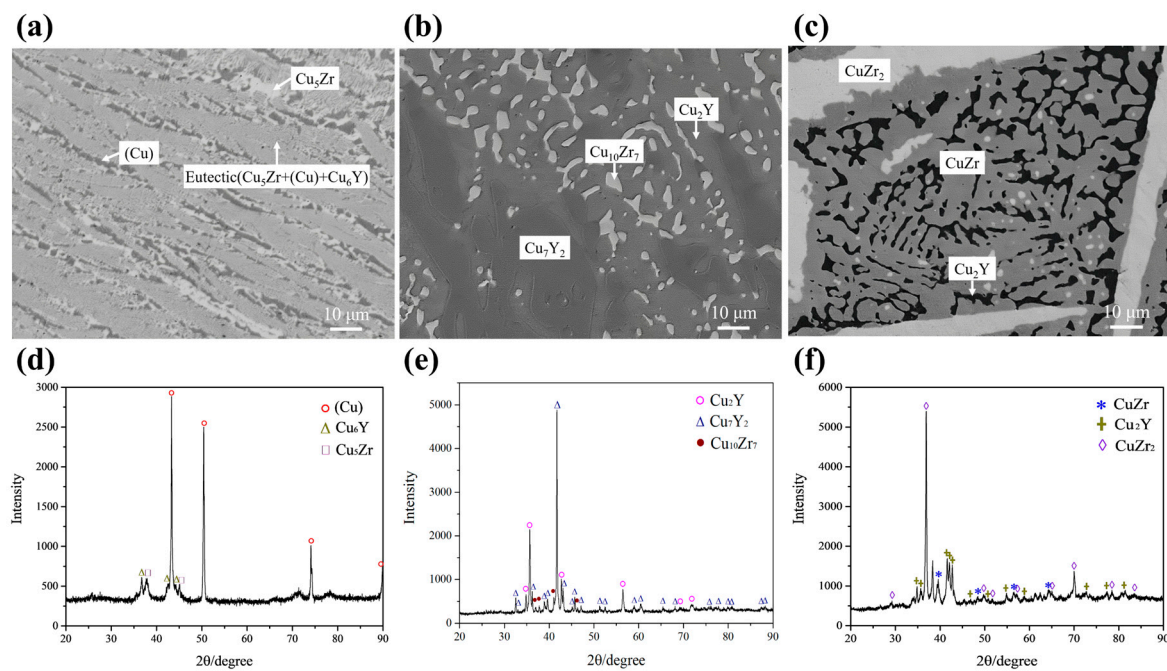 (a)
(b)
(c)
Cu₅Zr
(Cu)
Eutectic(Cu₅Zr+(Cu)+Cu₆Y)
10 μm
Cu₂Y
Cu₁₀Zr₇
Cu₇Y₂
10 μm
CuZr₂
CuZr
Cu₂Y
10 μm
(d)
(e)
(f)
3000
2500
2000
1500
1000
500
0
Intensity
(Cu)
Cu₆Y
Cu₅Zr
20 30 40 50 60 70 80 90
2θ/degree
5000
4000
3000
2000
1000
0
Intensity
Cu₂Y
Cu₇Y₂
Cu₁₀Zr₇
20 30 40 50 60 70 80 90
2θ/degree
6000
5000
4000
3000
2000
1000
0
Intensity
CuZr
Cu₂Y
CuZr₂
20 30 40 50 60 70 80 90
2θ/degree